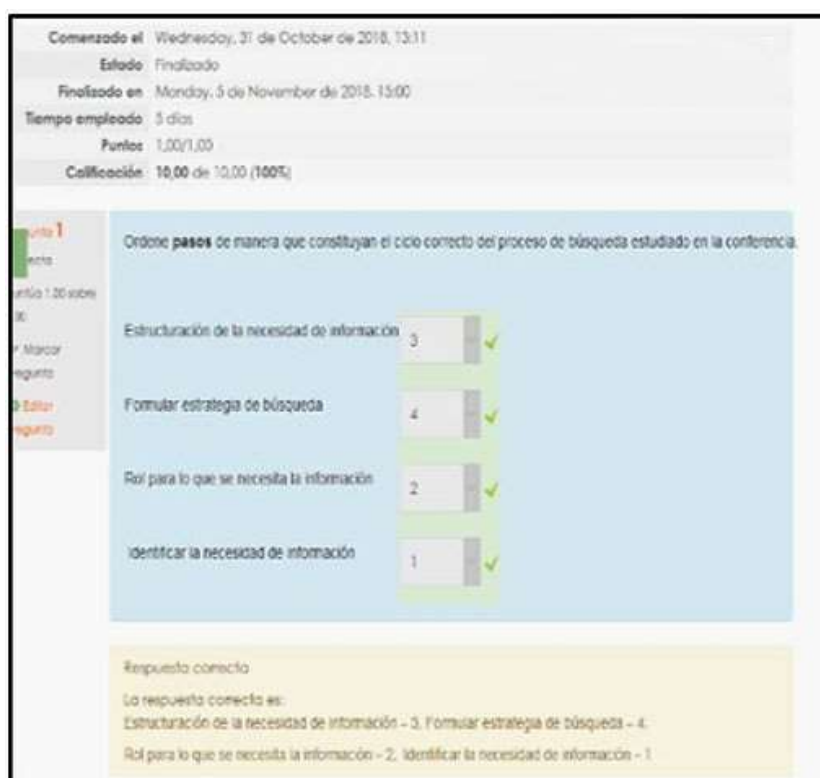 Comenzado el Wednesday, 31 de October de 2018, 13:11
Estado Finalizado
Finalizado en Monday, 5 de November de 2018, 15:00
Tiempo empleado 5 días
Puntos 1,00/1,00
Calificación 10,00 de 10,00 (100%)
1
Ordene pasos de manera que constituyan el ciclo correcto del proceso de búsqueda estudiado en la conferencia.
Marcar
Editar
Estructuración de la necesidad de información 3
Formular estrategia de búsqueda 4
Rol para lo que se necesita la información 2
Identificar la necesidad de información 1
Respuesta correcta
La respuesta correcta es:
Estructuración de la necesidad de información – 3, Formular estrategia de búsqueda – 4,
Rol para lo que se necesita la información – 2, Identificar la necesidad de información – 1